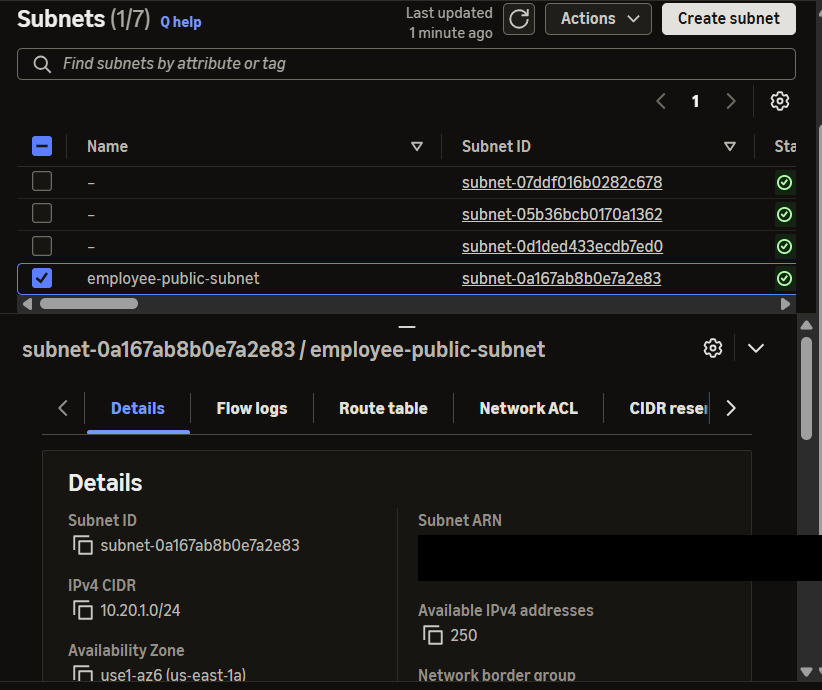 Subnets (1/7) Q help
Last updated
1 minute ago
Actions
Create subnet
Find subnets by attribute or tag
1
Name Subnet ID Sta
– subnet-07ddf016b0282c678
– subnet-05b36bcb0170a1362
– subnet-0d1ded433ecdb7ed0
employee-public-subnet subnet-0a167ab8b0e7a2e83
subnet-0a167ab8b0e7a2e83 / employee-public-subnet
Details Flow logs Route table Network ACL CIDR reser
Details
Subnet ID
subnet-0a167ab8b0e7a2e83
Subnet ARN
IPv4 CIDR
10.20.1.0/24
Available IPv4 addresses
250
Availability Zone
use1-az6 (us-east-1a)
Network border group